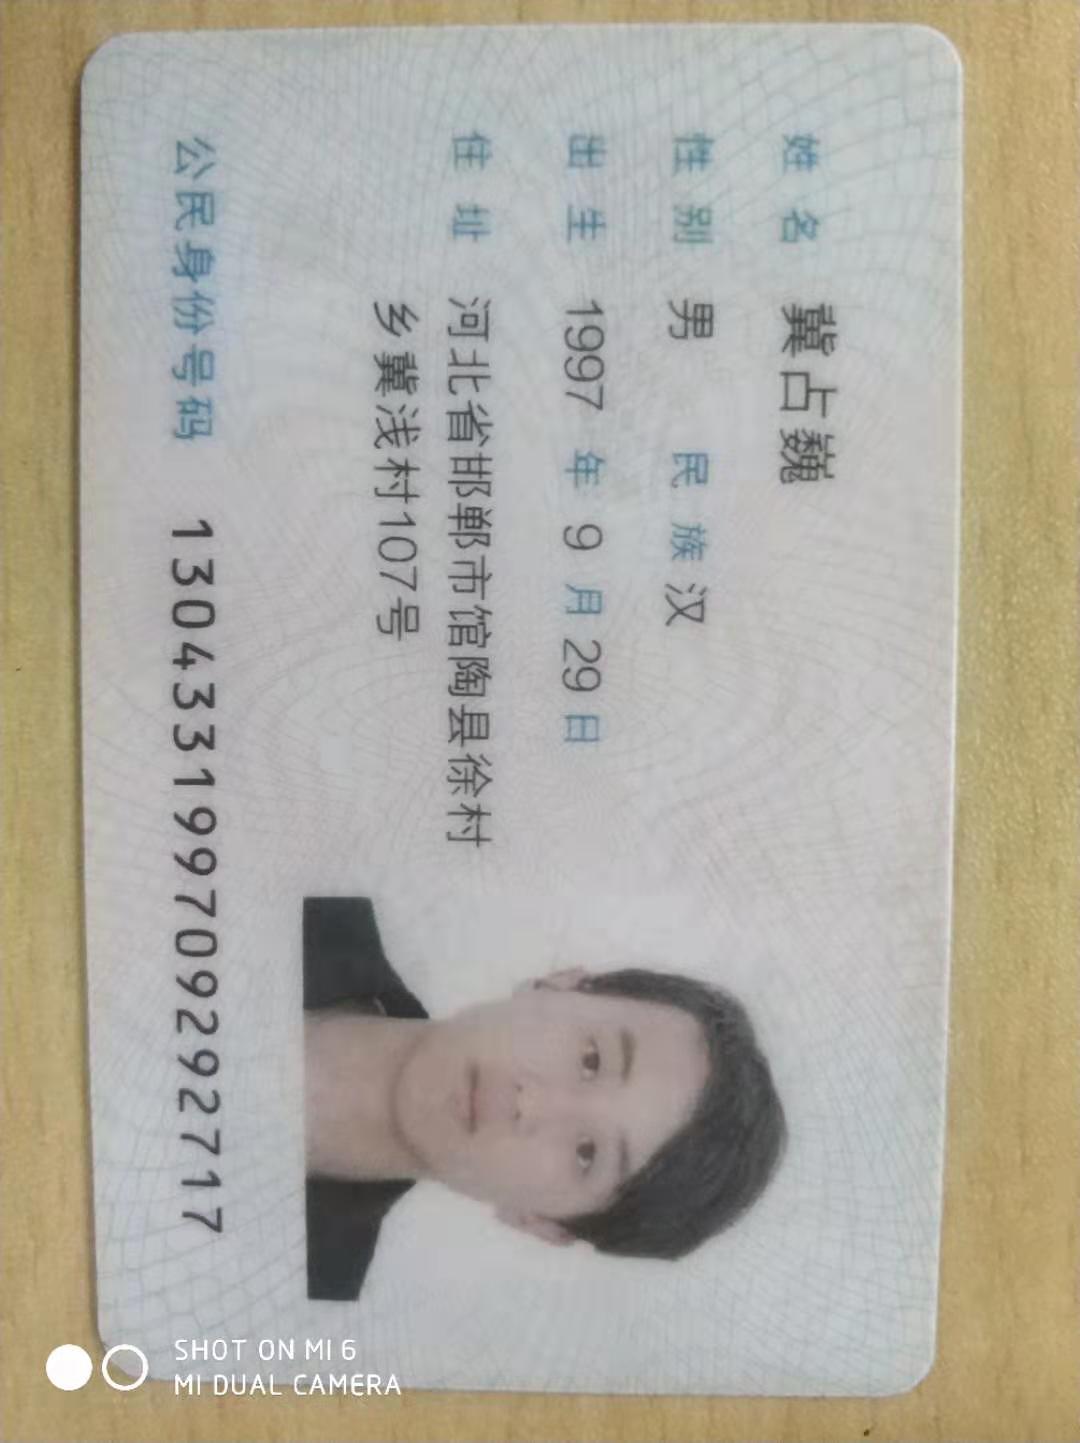 姓名 冀占巍
性别 男 民族 汉
出生 1997 年 9 月 29 日
住址 河北省邯郸市馆陶县徐村
乡冀浅村107号
公民身份号码 130433199709292717
SHOT ON MI 6
MI DUAL CAMERA